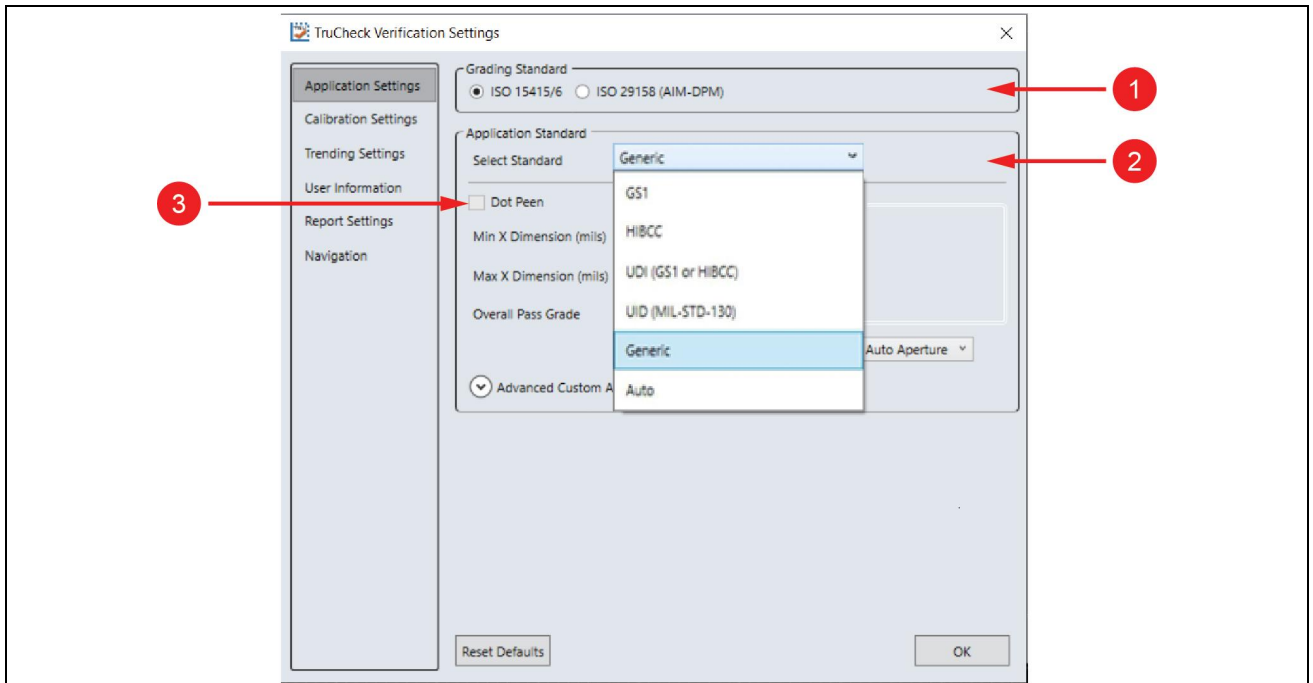 TruCheck Verification Settings
Application Settings
Calibration Settings
Trending Settings
User Information
Report Settings
Navigation
Grading Standard
ISO 15415/6 ISO 29158 (AIM-DPM)
1
Application Standard
Select Standard Generic
2
3
Dot Peen
Min X Dimension (mils)
Max X Dimension (mils)
Overall Pass Grade
GS1
HIBCC
UDI (GS1 or HIBCC)
UID (MIL-STD-130)
Generic
Auto
Auto Aperture
Advanced Custom A
Reset Defaults
OK